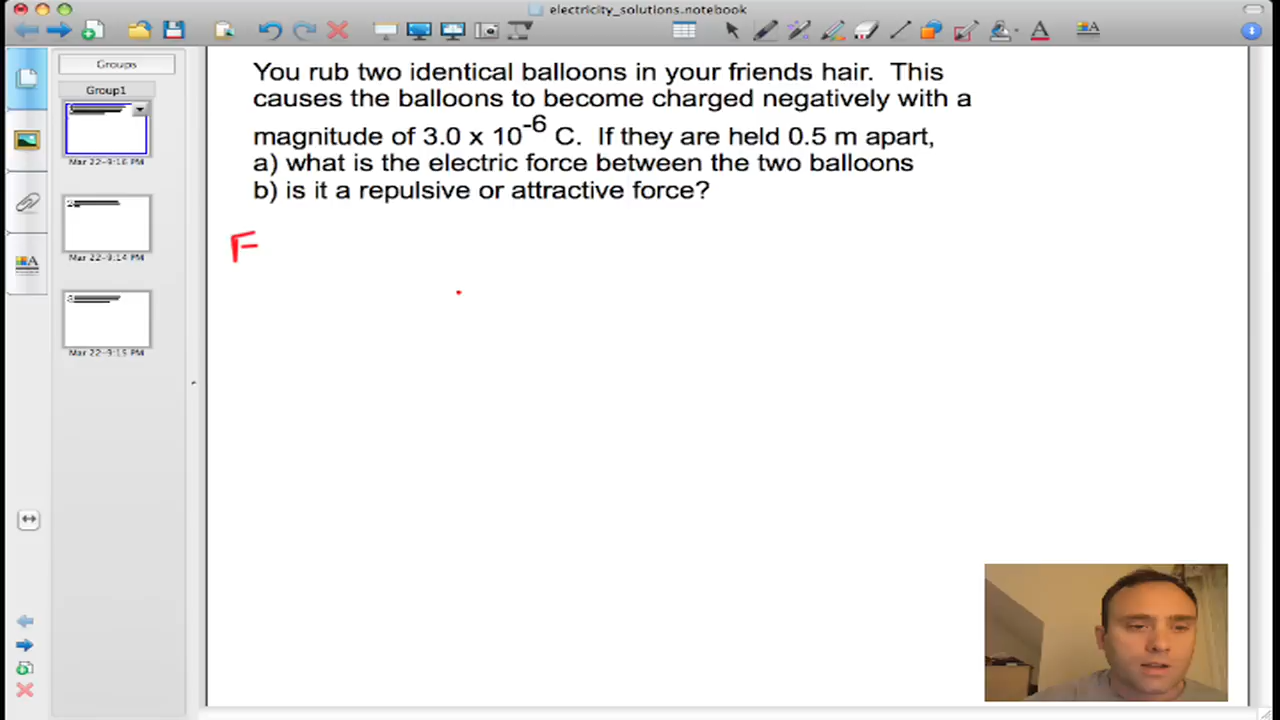 electricity_solutions.notebook
Groups
Group1
Mar 22-9:16 PM
Mar 22-9:14 PM
Mar 22-9:15 PM
You rub two identical balloons in your friends hair. This
causes the balloons to become charged negatively with a
magnitude of 3.0 x 10⁻⁶ C. If they are held 0.5 m apart,
a) what is the electric force between the two balloons
b) is it a repulsive or attractive force?
F